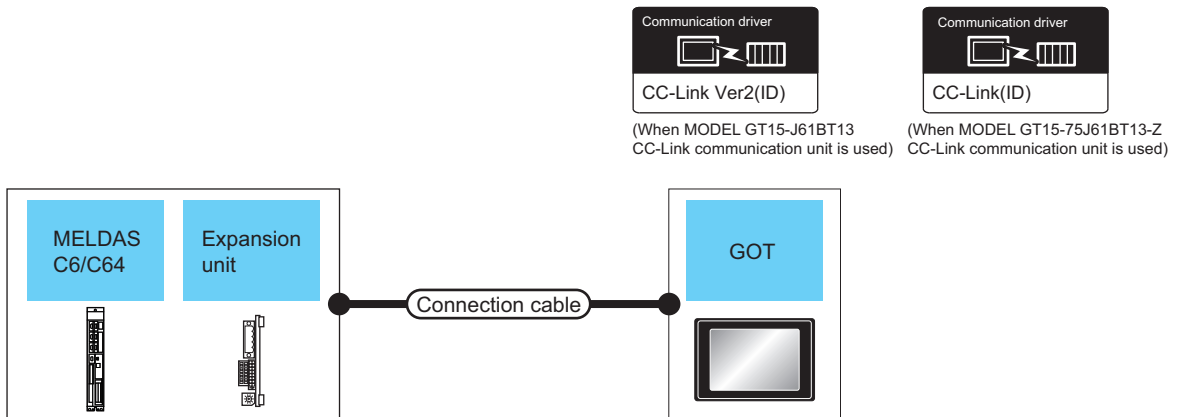 Communication driver
CC-Link Ver2(ID)
(When MODEL GT15-J61BT13
CC-Link communication unit is used)
Communication driver
CC-Link(ID)
(When MODEL GT15-75J61BT13-Z
CC-Link communication unit is used)
MELDAS
C6/C64
Expansion
unit
Connection cable
GOT